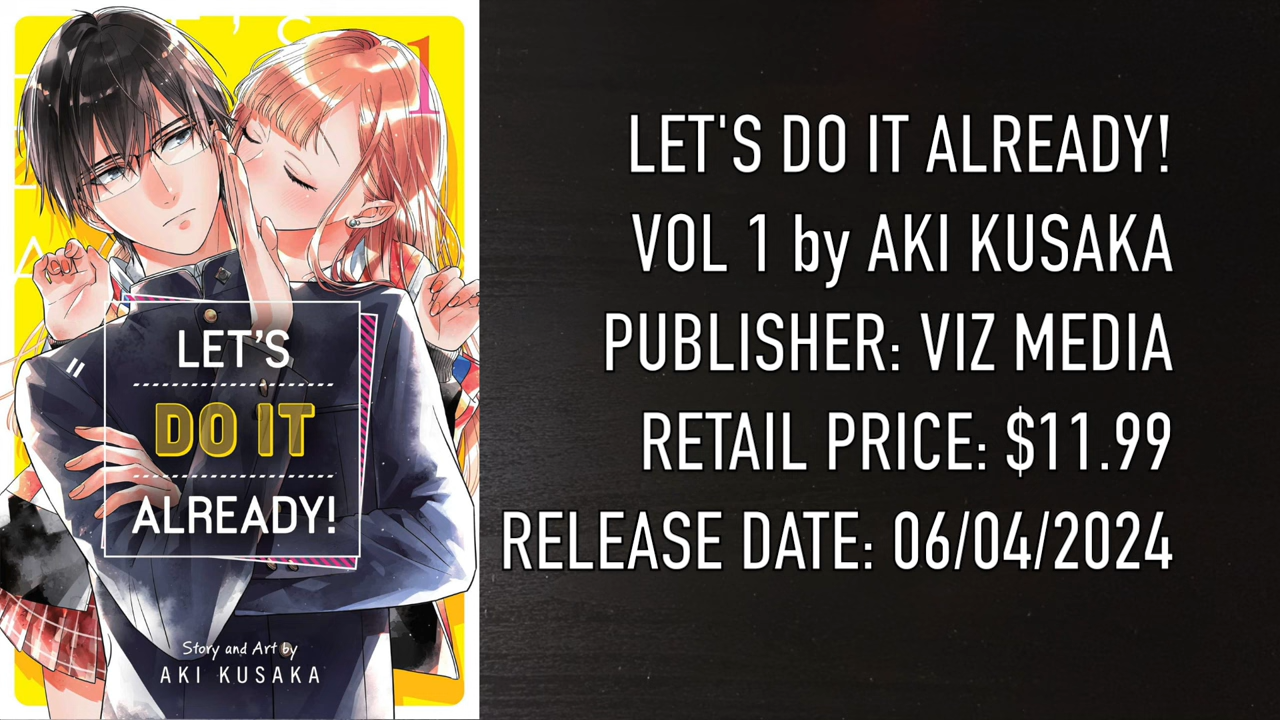 1
LET'S
DO IT
ALREADY!
Story and Art by
AKI KUSAKA
LET'S DO IT ALREADY!
VOL 1 by AKI KUSAKA
PUBLISHER: VIZ MEDIA
RETAIL PRICE: $11.99
RELEASE DATE: 06/04/2024